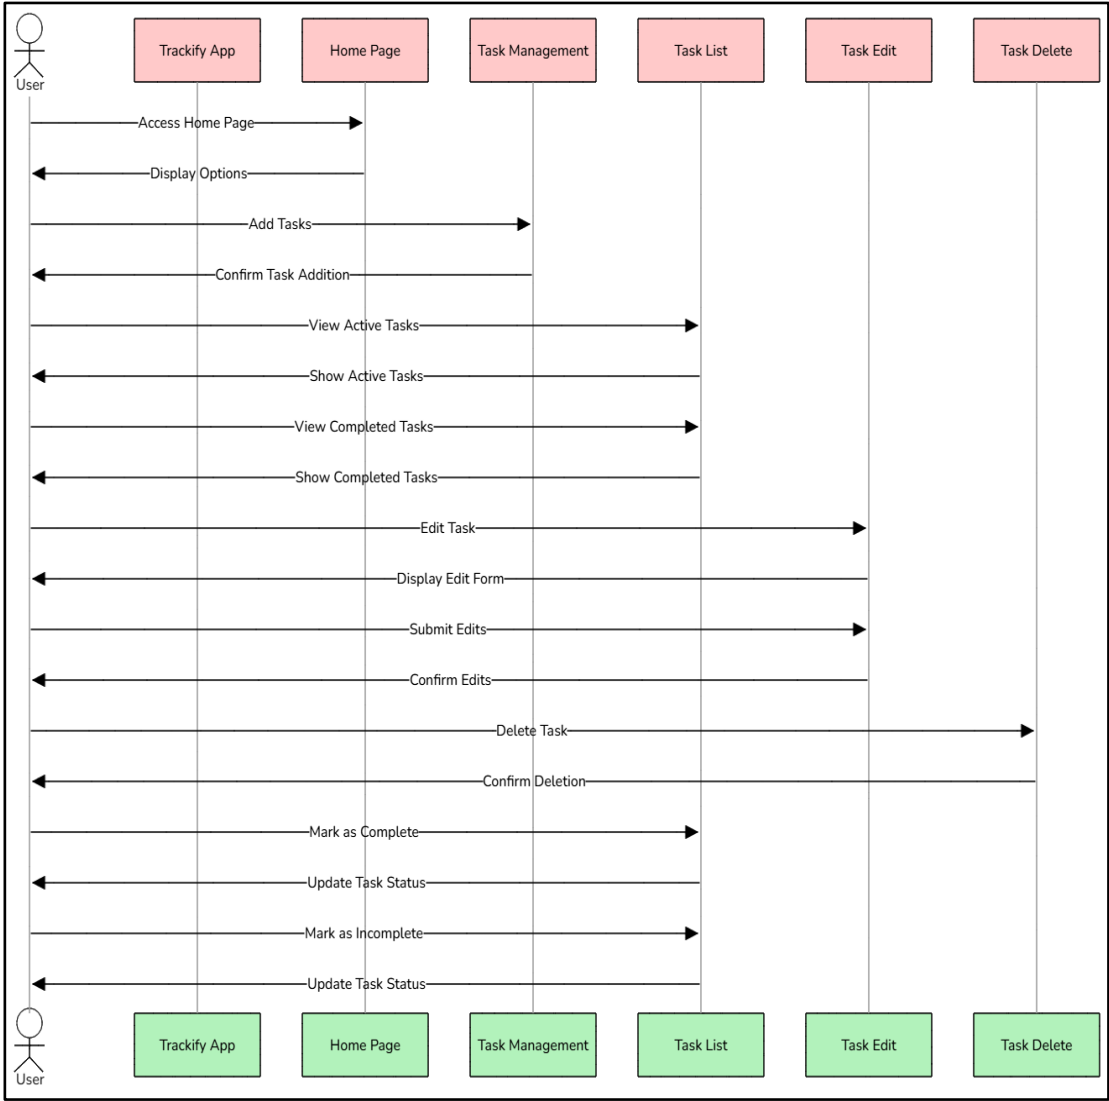 Trackify App
Home Page
Task Management
Task List
Task Edit
Task Delete
User
Access Home Page
Display Options
Add Tasks
Confirm Task Addition
View Active Tasks
Show Active Tasks
View Completed Tasks
Show Completed Tasks
Edit Task
Display Edit Form
Submit Edits
Confirm Edits
Delete Task
Confirm Deletion
Mark as Complete
Update Task Status
Mark as Incomplete
Update Task Status
Trackify App
Home Page
Task Management
Task List
Task Edit
Task Delete
User